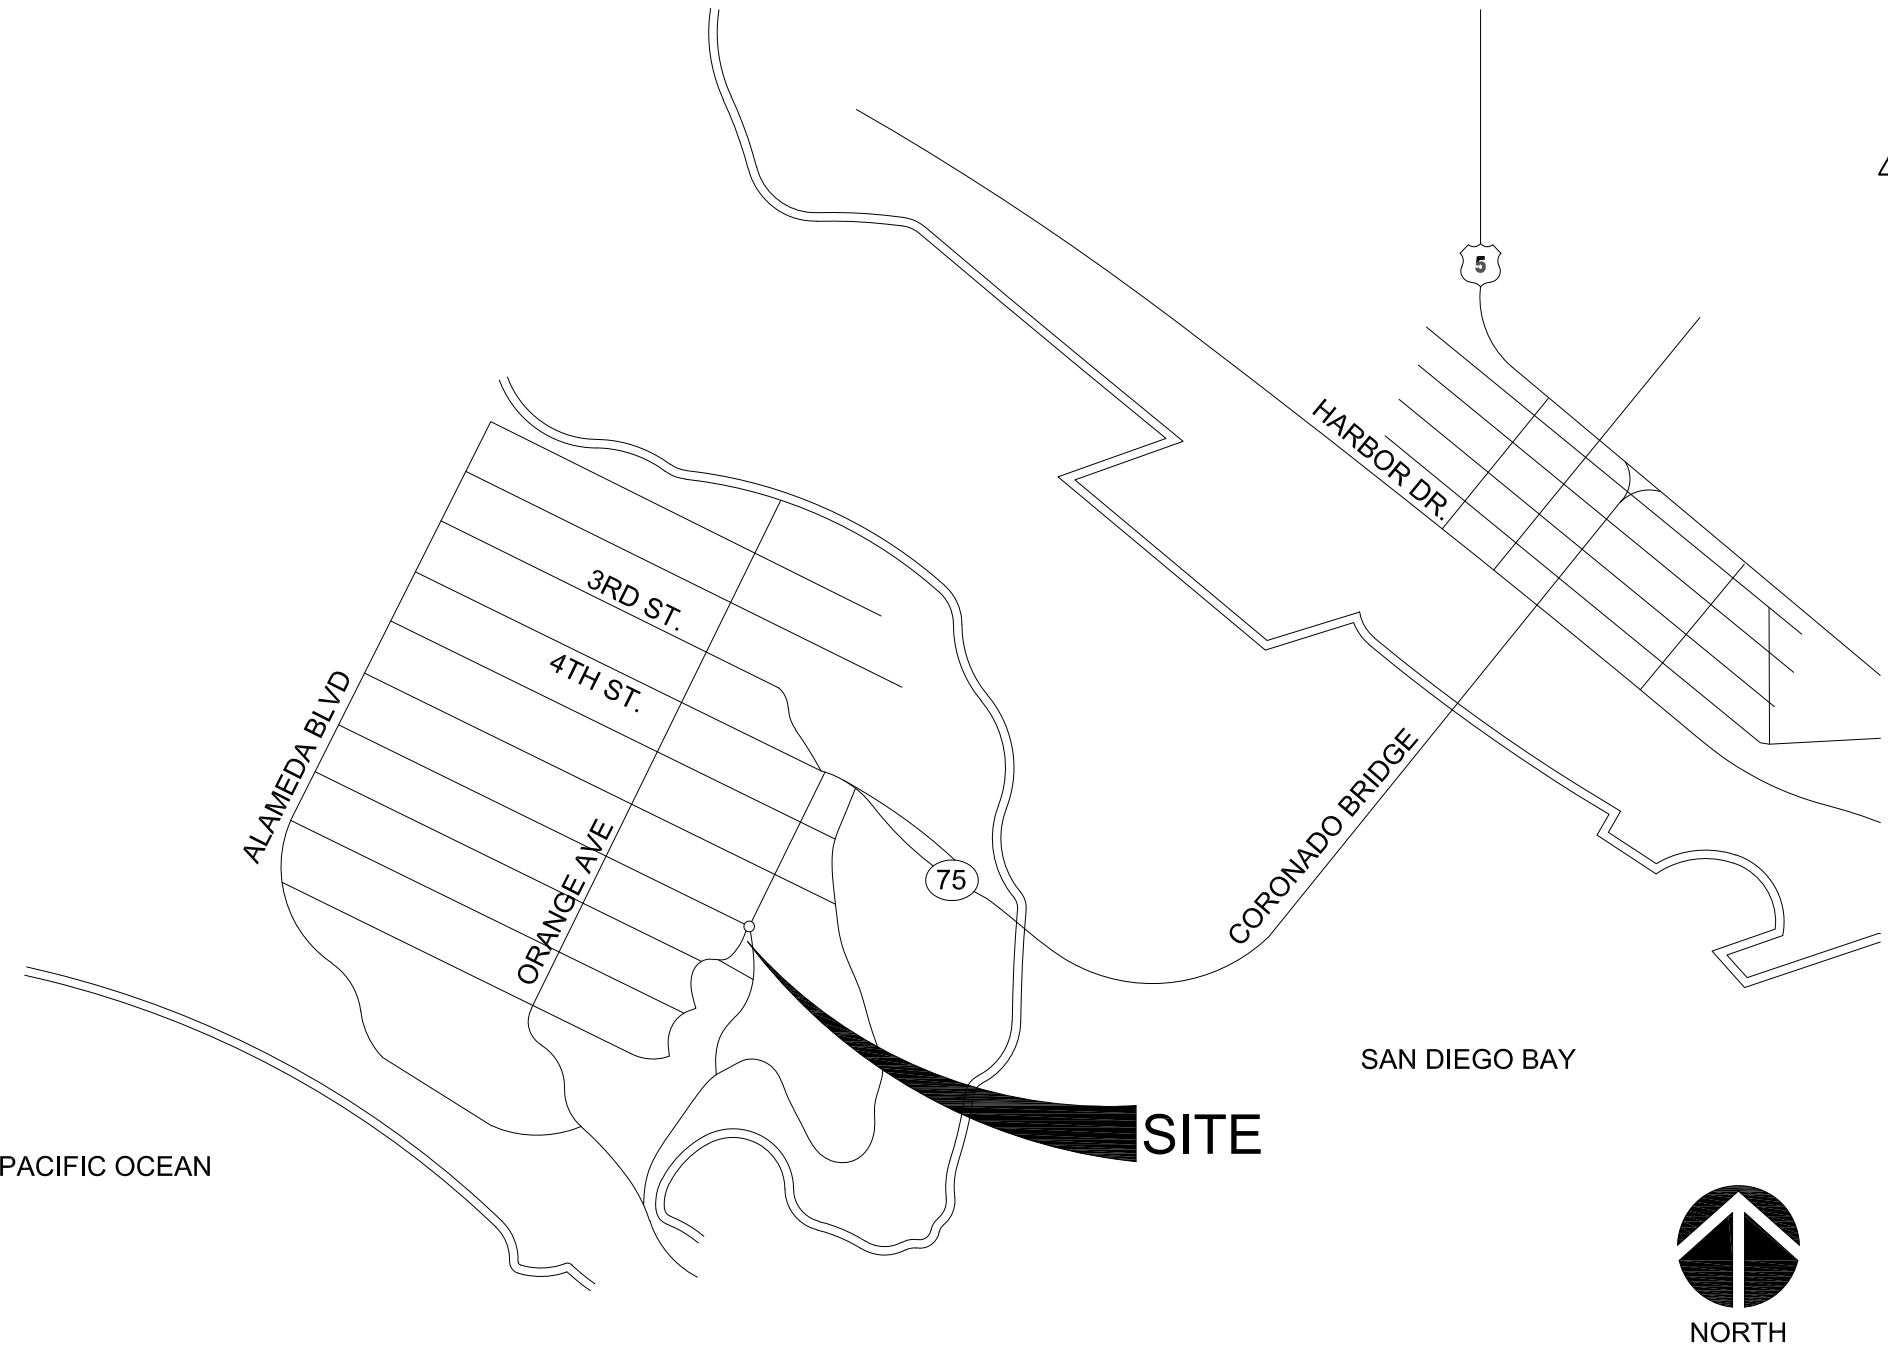 5
HARBOR DR.
3RD ST.
4TH ST.
ALAMEDA BLVD
ORANGE AVE
75
CORONADO BRIDGE
SAN DIEGO BAY
SITE
PACIFIC OCEAN
NORTH